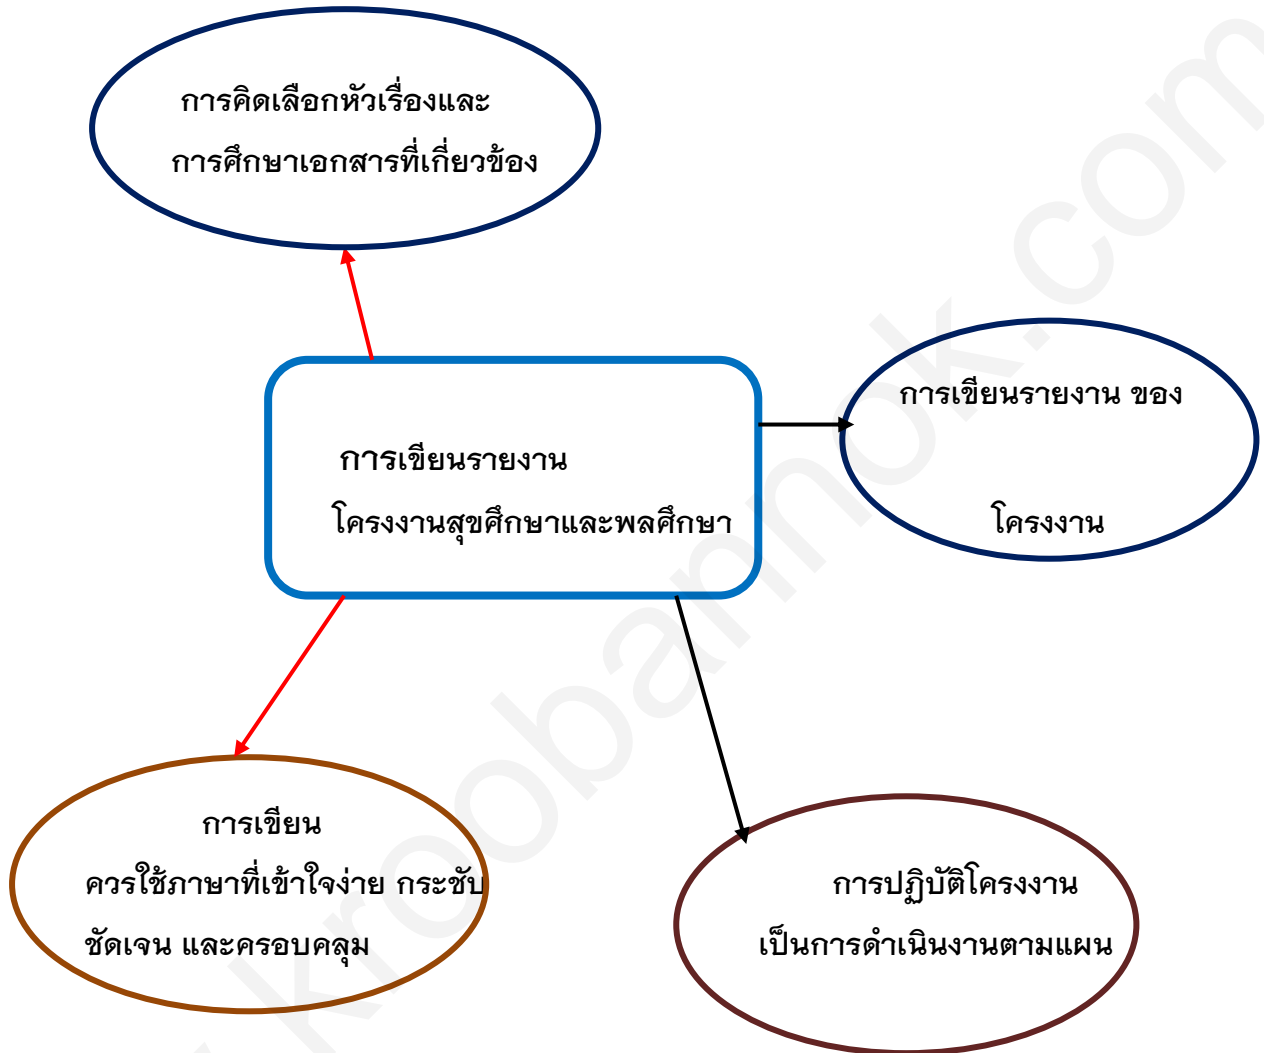 การคิดเลือกหัวเรื่องและ
การศึกษาเอกสารที่เกี่ยวข้อง
การเขียนรายงาน ของ
โครงงาน
การเขียนรายงาน
โครงงานสุขศึกษาและพลศึกษา
การเขียน
ควรใช้ภาษาที่เข้าใจง่าย กระชับ
ชัดเจน และครอบคลุม
การปฏิบัติโครงงาน
เป็นการดำเนินงานตามแผน
kroobannok.com